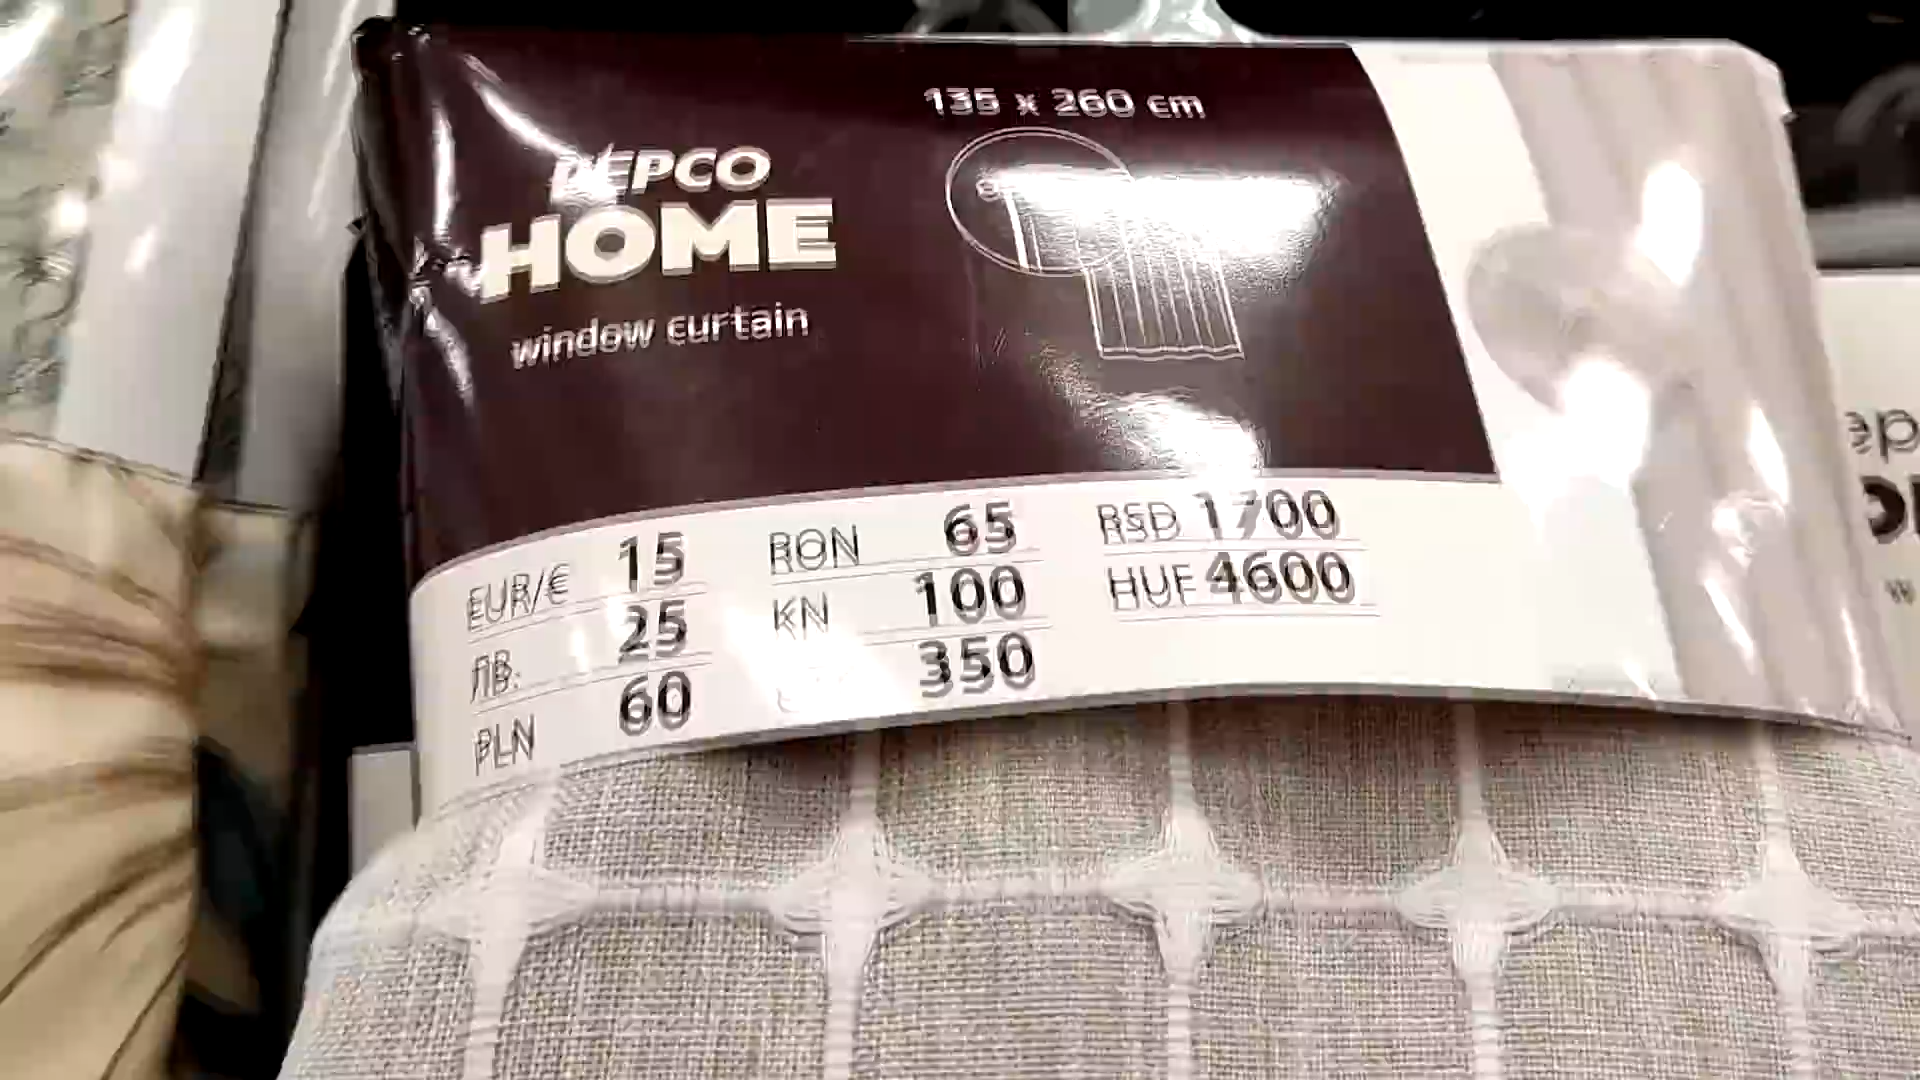 135 x 260 cm
PEPCO
HOME
window curtain
EUR/€ 15
ЛВ. 25
PLN 60
RON 65
KN 100
350
RSD 1700
HUF 4600